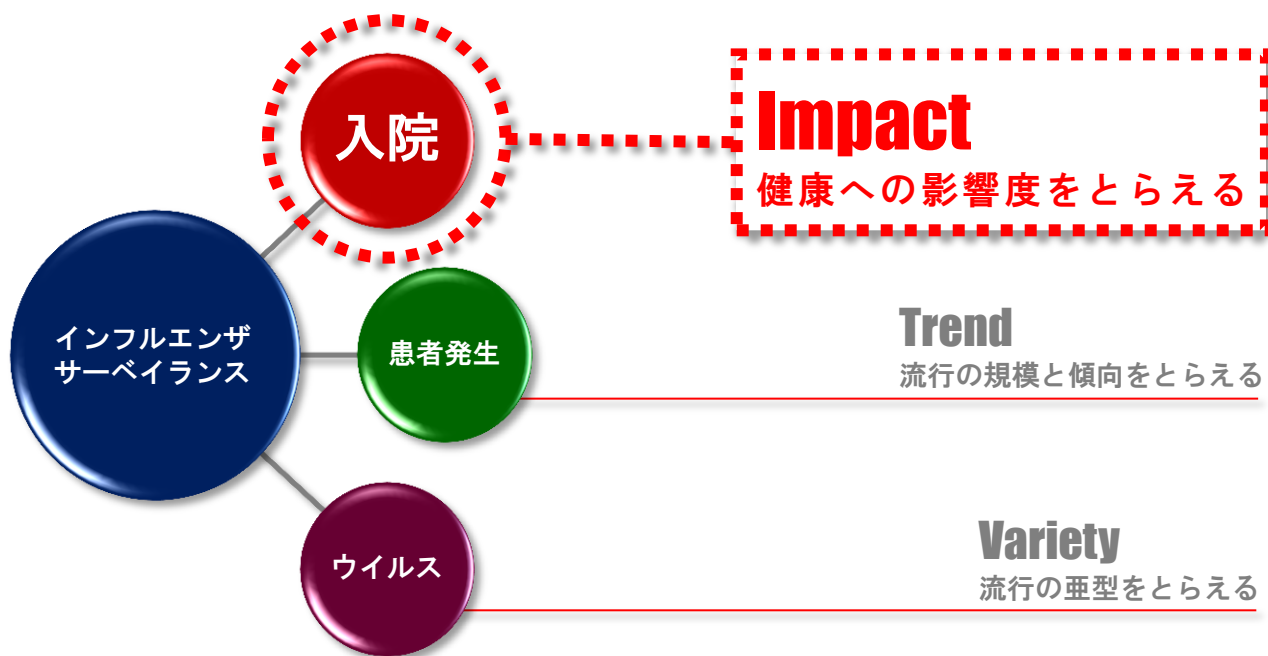 入院
Impact
健康への影響度をとらえる
インフルエンザ
サーベイランス
患者発生
Trend
流行の規模と傾向をとらえる
ウイルス
Variety
流行の亜型をとらえる